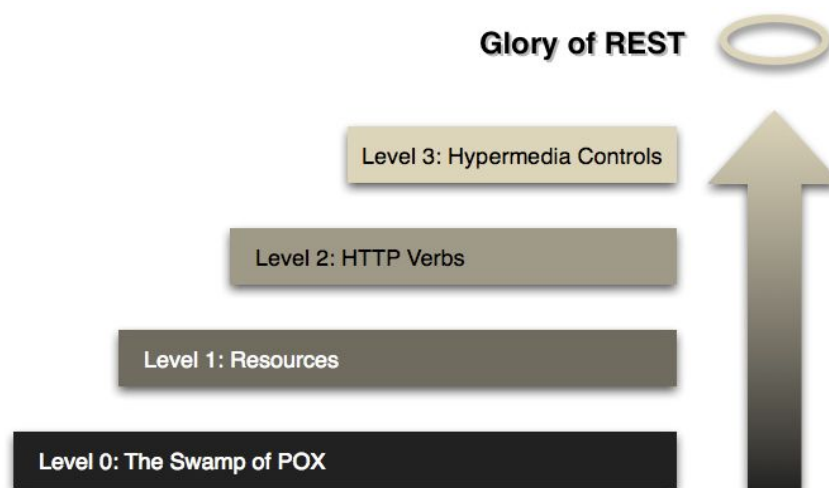 Glory of REST
Level 3: Hypermedia Controls
Level 2: HTTP Verbs
Level 1: Resources
Level 0: The Swamp of POX